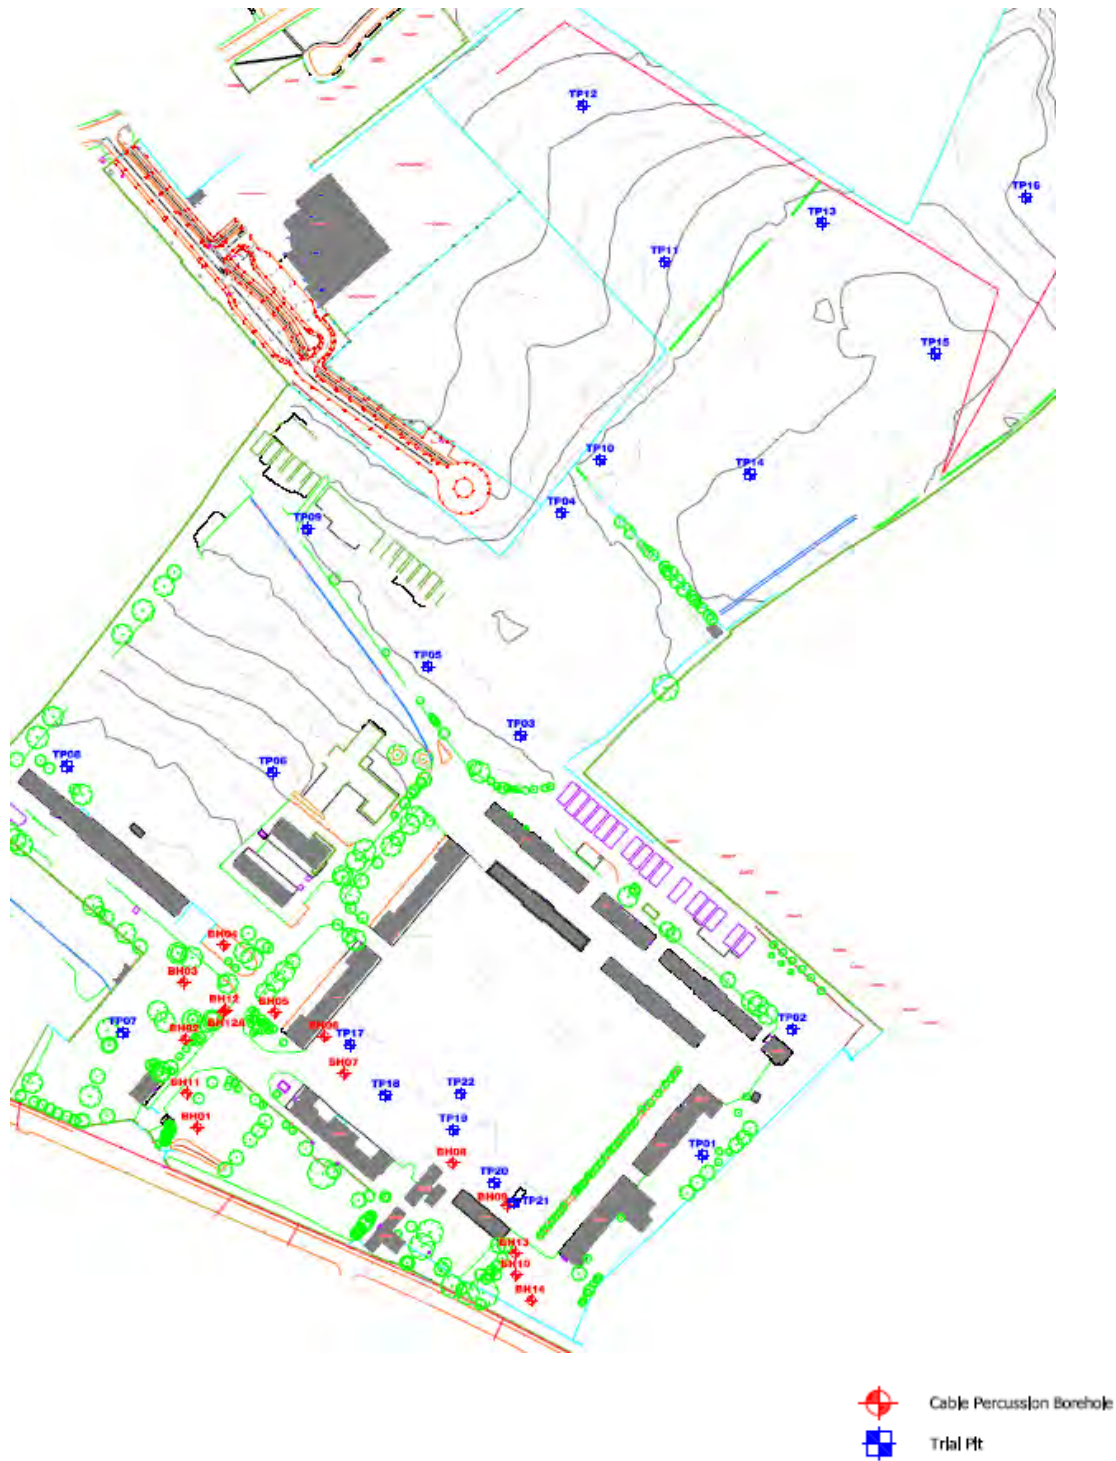 TP12
TP16
TP13
TP11
TP15
TP10
TP14
TP04
TP09
TP05
TP03
TP08
TP06
BH04
BH03
BH12
BH05
BH12A
TP02
TP07
BH02
BH06
TP17
BH07
BH11
TP18
TP22
BH01
TP19
BH08
TP01
TP20
BH09
TP21
BH13
BH10
BH14
Cable Percussion Borehole
Trial Pit